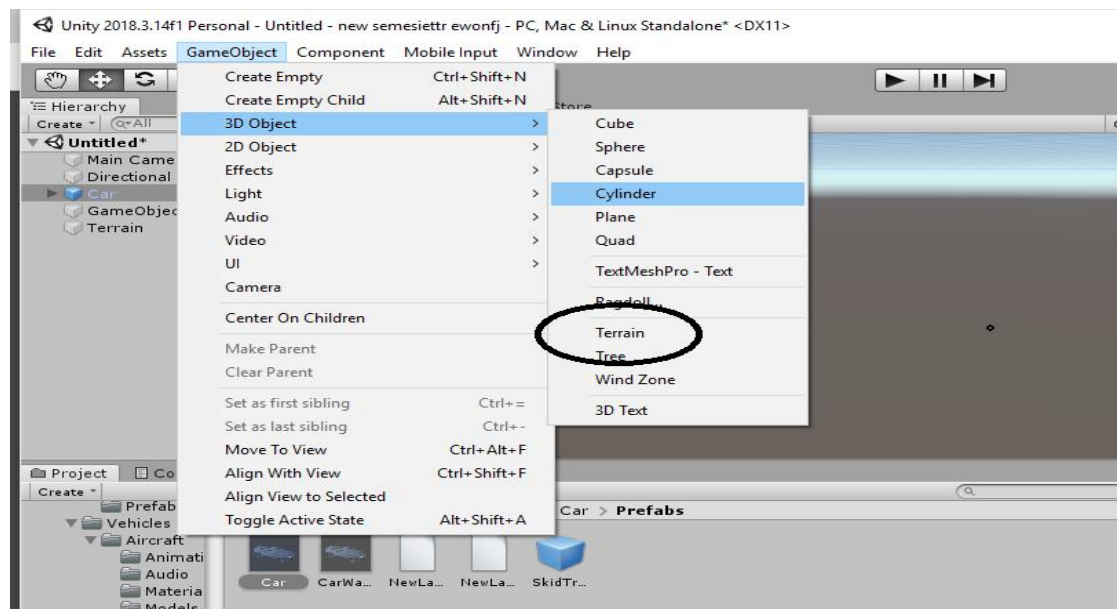 Unity 2018.3.14f1 Personal - Untitled - new semesiettr ewonfj - PC, Mac & Linux Standalone* <DX11>
File Edit Assets GameObject Component Mobile Input Window Help
Hierarchy
Create All
Untitled*
Main Came
Directional
Car
GameObjec
Terrain
Create Empty Ctrl+Shift+N
Create Empty Child Alt+Shift+N
3D Object >
2D Object >
Effects >
Light >
Audio >
Video >
UI >
Camera
Center On Children
Make Parent
Clear Parent
Set as first sibling Ctrl+=
Set as last sibling Ctrl+-
Move To View Ctrl+Alt+F
Align With View Ctrl+Shift+F
Align View to Selected
Toggle Active State Alt+Shift+A
Store
Cube
Sphere
Capsule
Cylinder
Plane
Quad
TextMeshPro - Text
Ragdoll...
Terrain
Tree
Wind Zone
3D Text
Project Co
Create
Prefab
Vehicles
Aircraft
Animati
Audio
Materia
Models
Car > Prefabs
Car CarWa... NewLa... NewLa... SkidTr...